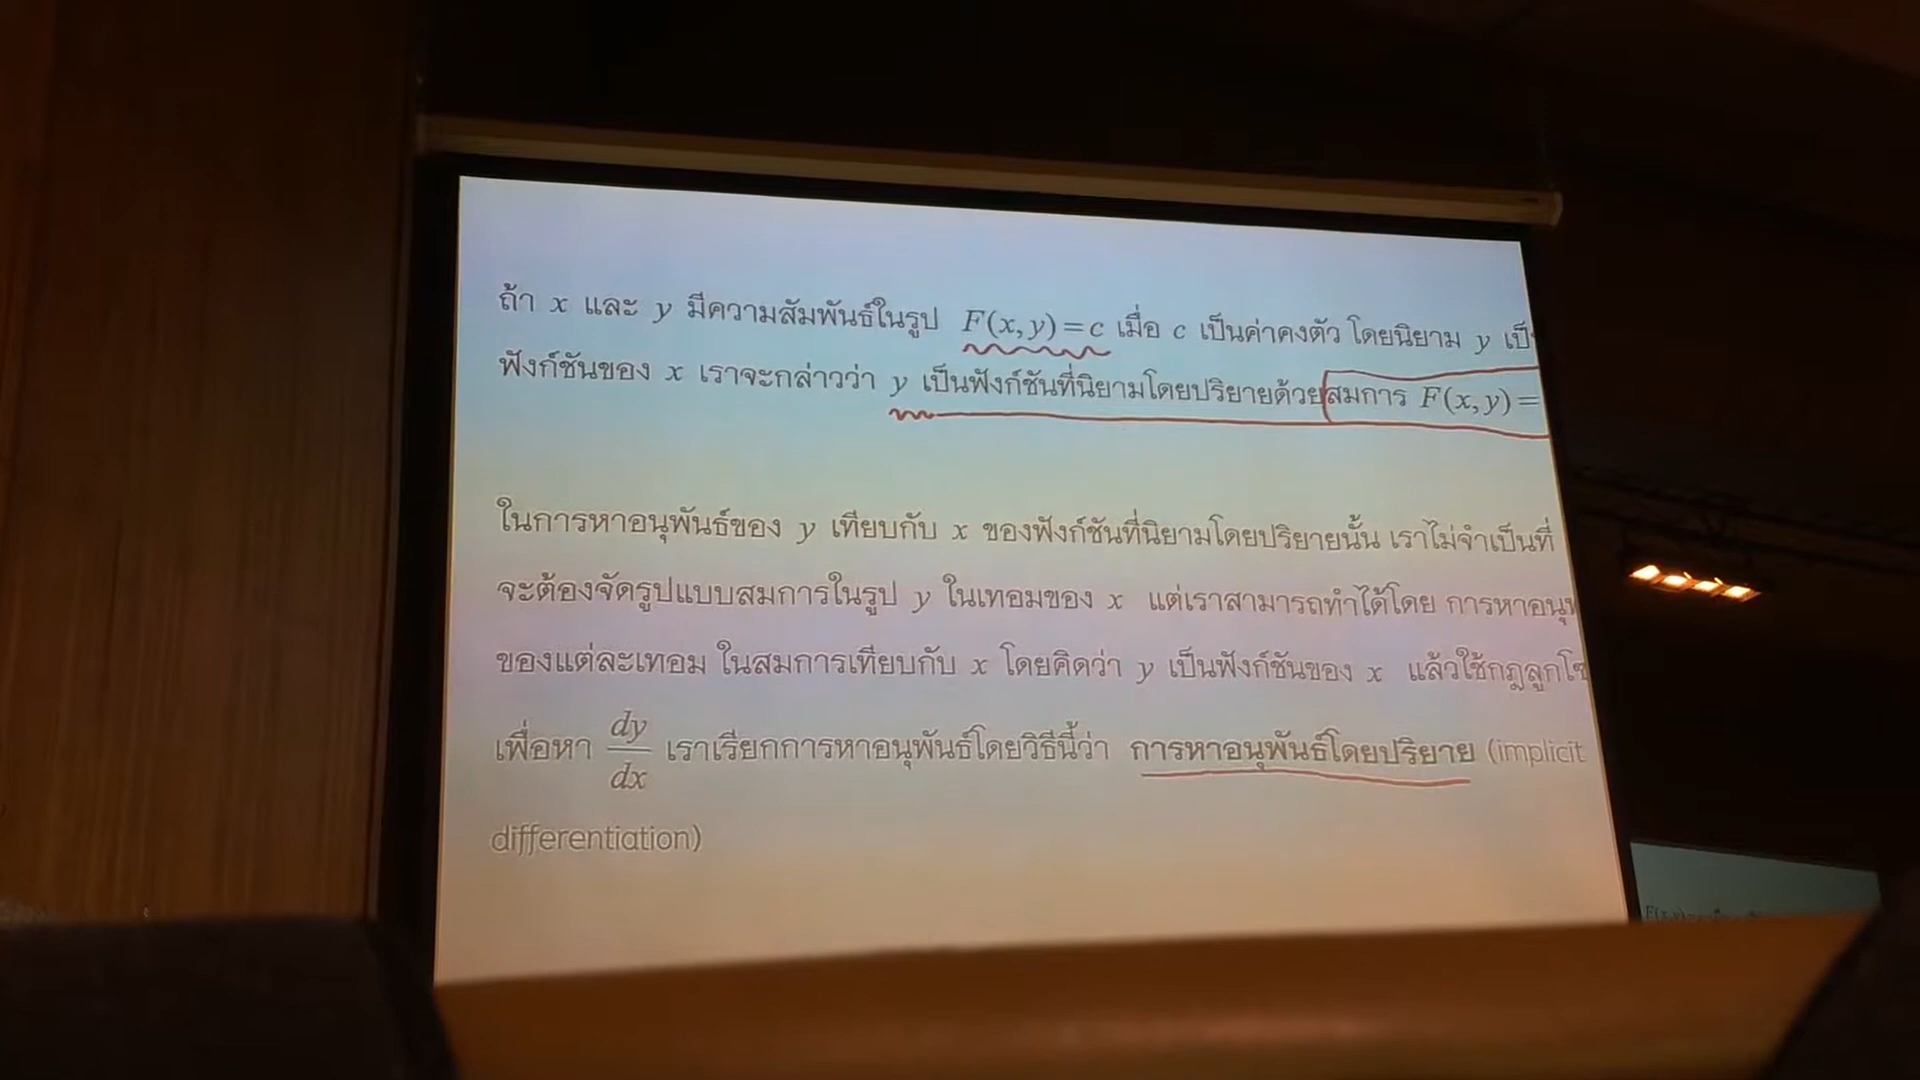 ถ้า x และ y มีความสัมพันธ์ในรูป F(x,y)=c เมื่อ c เป็นค่าคงตัว โดยนิยาม y
ฟังก์ชันของ x เราจะกล่าวว่า y เป็นฟังก์ชันที่นิยามโดยปริยายด้วยสมการ F(x,y)=
ในการหาอนุพันธ์ของ y เทียบกับ x ของฟังก์ชันที่นิยามโดยปริยายนั้น เราไม่จำเป็นที่
จะต้องจัดรูปแบบสมการในรูป y ในเทอมของ x แต่เราสามารถทำได้โดย การหา
ของแต่ละเทอม ในสมการเทียบกับ x โดยคิดว่า y เป็นฟังก์ชันของ x แล้วใช้กฎ
เพื่อหา dy/dx เราเรียกการหาอนุพันธ์โดยวิธีนี้ว่า การหาอนุพันธ์โดยปริยาย (implicit
differentiation)